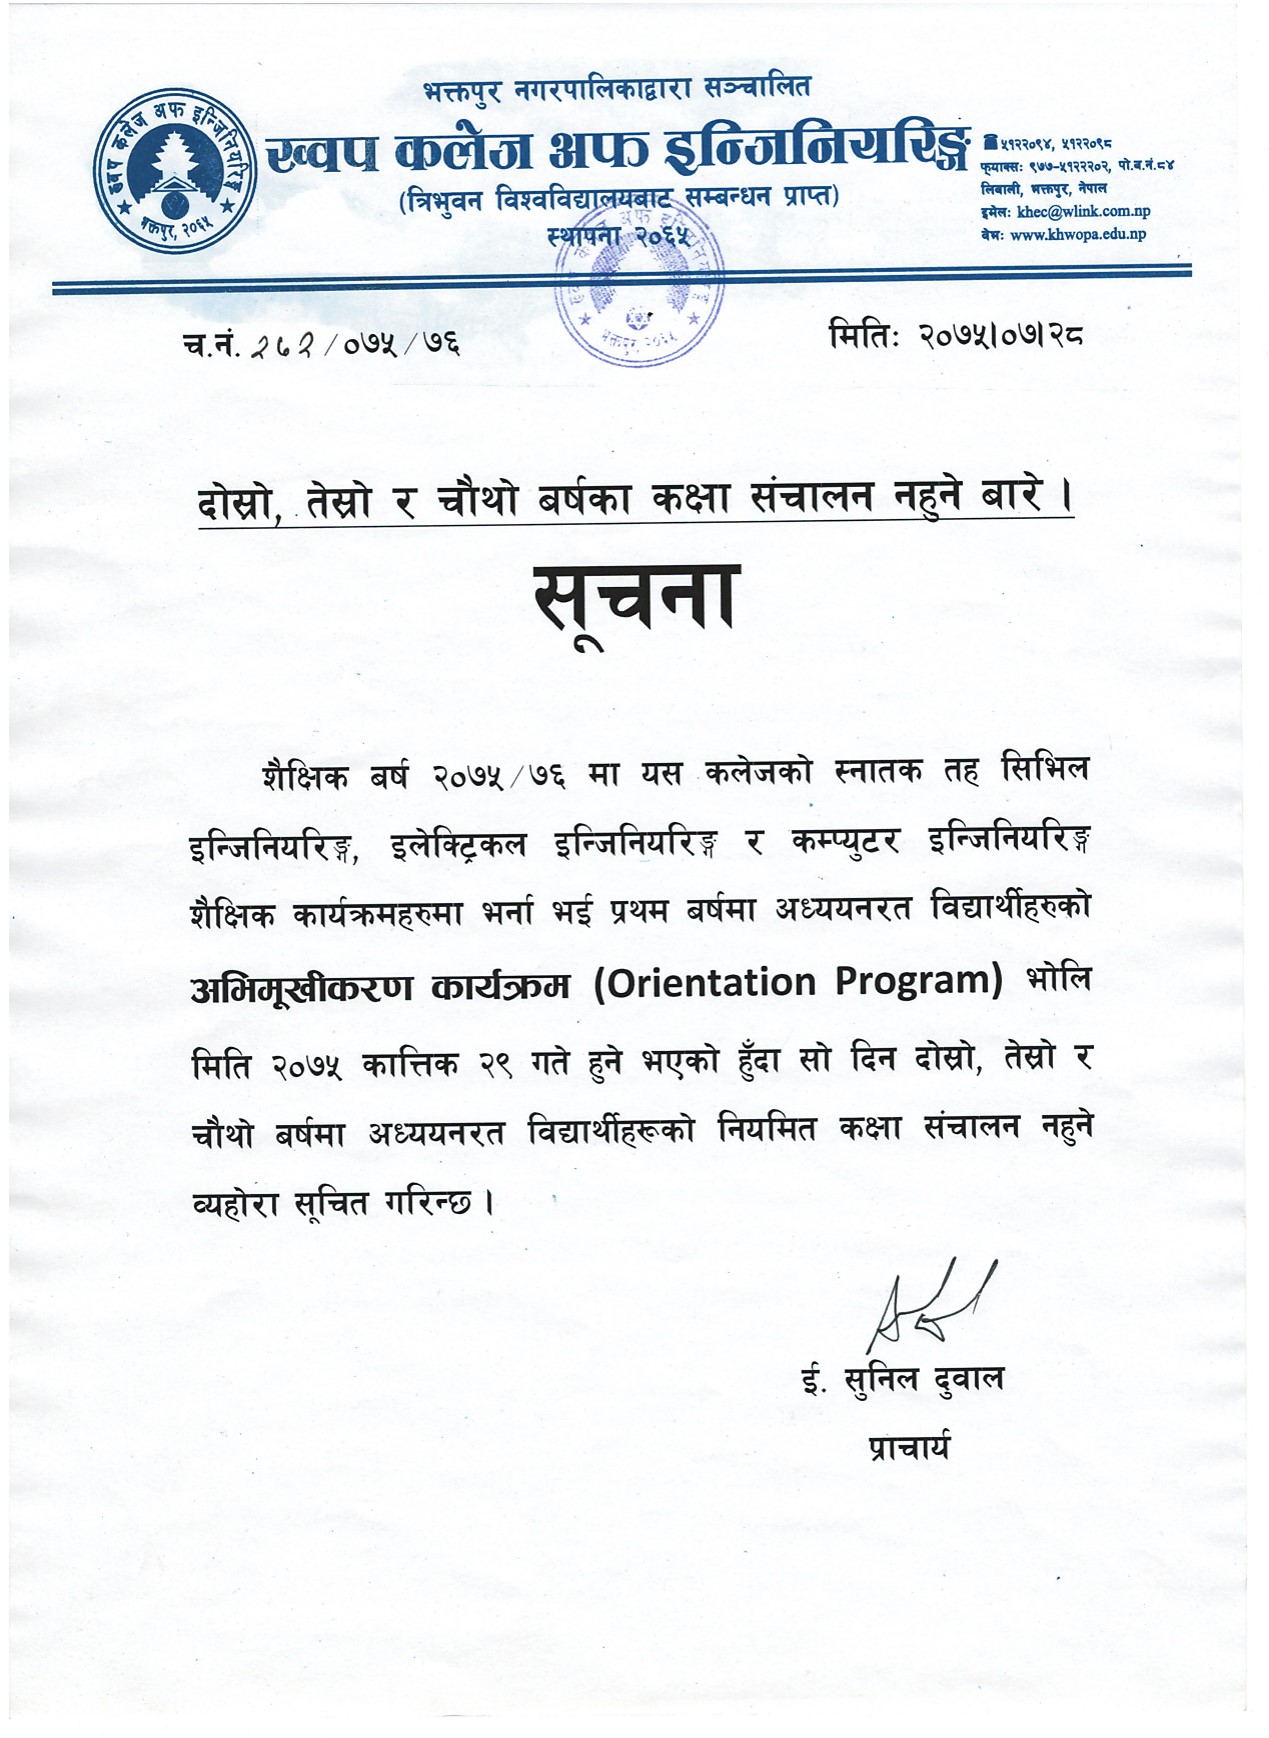 भक्तपुर नगरपालिकाद्वारा सञ्चालित
ख्वप कलेज अफ इन्जिनियरिङ्ग
(त्रिभुवन विश्वविद्यालयबाट सम्बन्धन प्राप्त)
स्थापना २०६५
ख्वप कलेज अफ इन्जिनियरिङ्ग
भक्तपुर, २०६५
☎ ५१२२०९४, ५१२२०९८
फ्याक्सः ९७७-५१२२२०२, पो.ब.नं.८४
लिबाली, भक्तपुर, नेपाल
इमेलः khec@wlink.com.np
वेभः www.khwopa.edu.np
च.नं. /०७५/७६
मितिः २०७५।०७।२८
दोस्रो, तेस्रो र चौथो बर्षका कक्षा संचालन नहुने बारे ।
सूचना
शैक्षिक बर्ष २०७५/७६ मा यस कलेजको स्नातक तह सिभिल
इन्जिनियरिङ्ग, इलेक्ट्रिकल इन्जिनियरिङ्ग र कम्प्युटर इन्जिनियरिङ्ग
शैक्षिक कार्यक्रमहरुमा भर्ना भई प्रथम बर्षमा अध्ययनरत विद्यार्थीहरुको
अभिमूखीकरण कार्यक्रम (Orientation Program) भोलि
मिति २०७५ कात्तिक २९ गते हुने भएको हुँदा सो दिन दोस्रो, तेस्रो र
चौथो बर्षमा अध्ययनरत विद्यार्थीहरूको नियमित कक्षा संचालन नहुने
व्यहोरा सूचित गरिन्छ ।
ई. सुनिल दुवाल
प्राचार्य